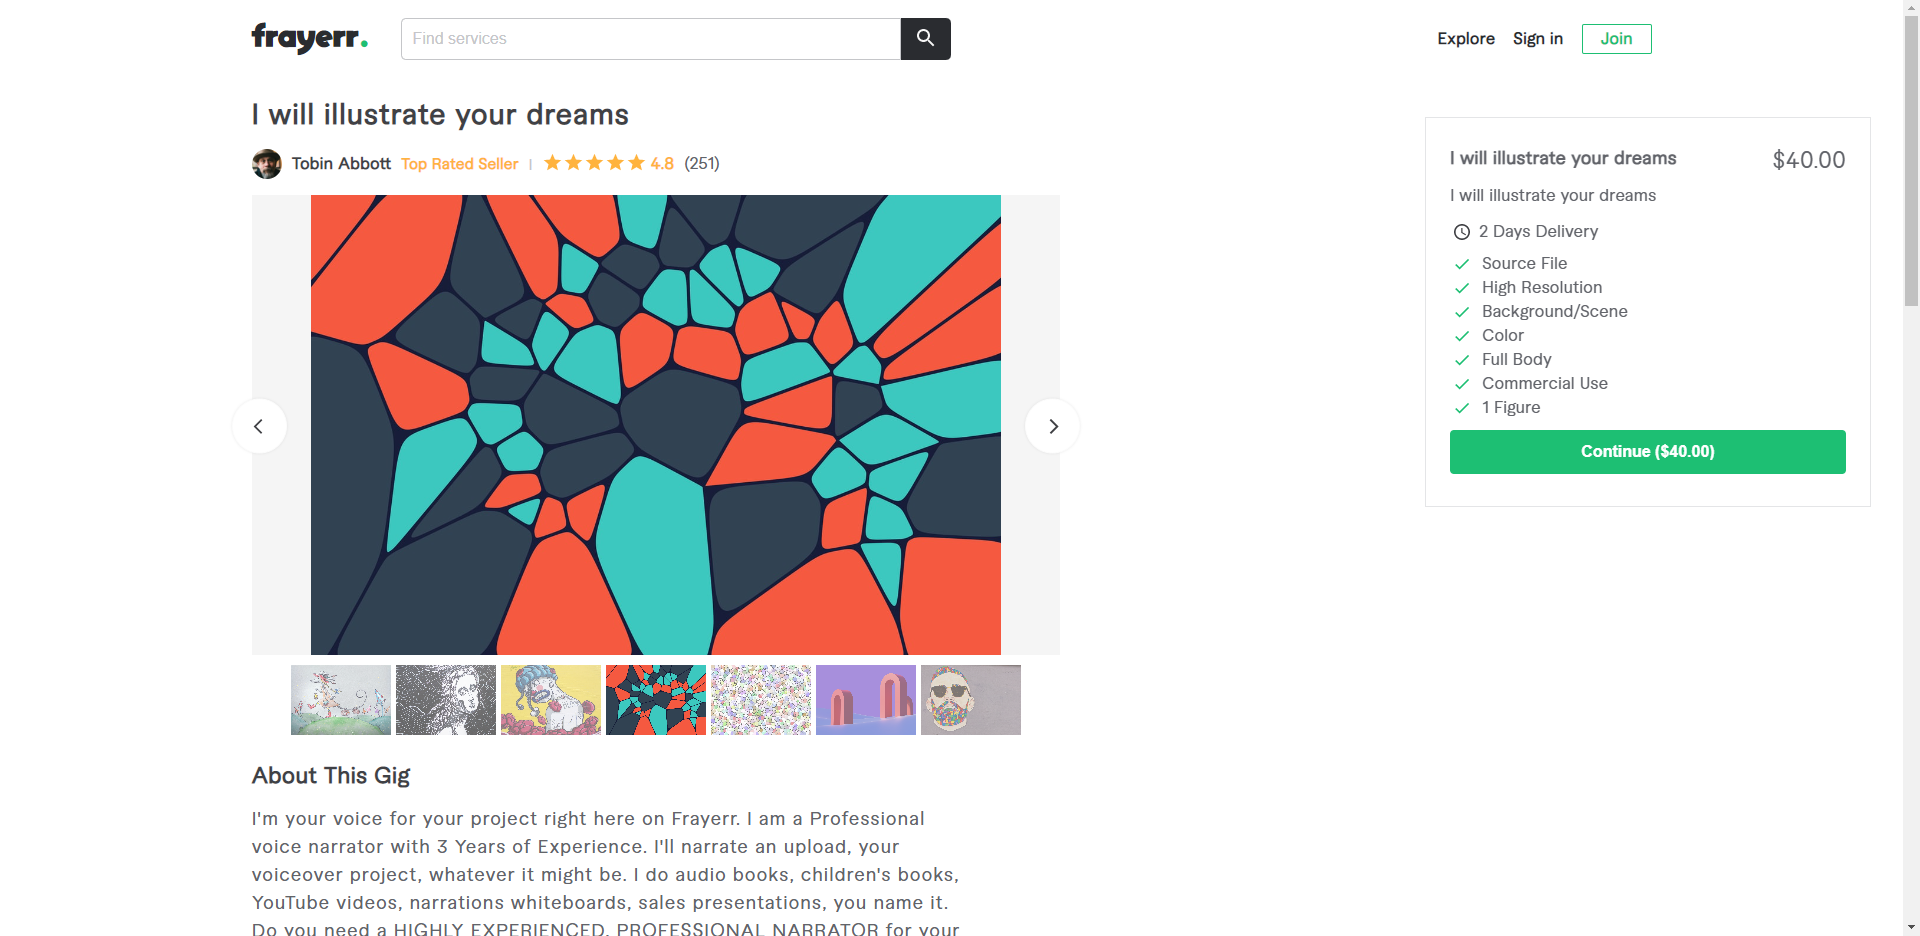 frayerr.
Find services
Explore
Sign in
Join
I will illustrate your dreams
Tobin Abbott Top Rated Seller | 4.8 (251)
I will illustrate your dreams $40.00
I will illustrate your dreams
2 Days Delivery
Source File
High Resolution
Background/Scene
Color
Full Body
Commercial Use
1 Figure
Continue ($40.00)
About This Gig
I'm your voice for your project right here on Frayerr. I am a Professional
voice narrator with 3 Years of Experience. I'll narrate an upload, your
voiceover project, whatever it might be. I do audio books, children's books,
YouTube videos, narrations whiteboards, sales presentations, you name it.
Do you need a HIGHLY EXPERIENCED, PROFESSIONAL NARRATOR for your